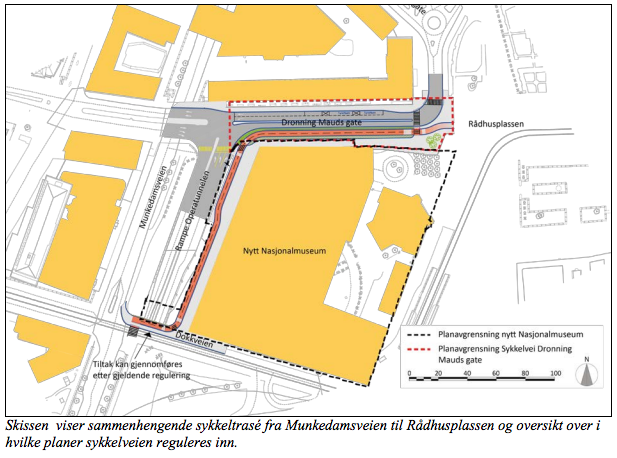 Dronning Mauds gate
Rådhusplassen
Munkedamsveien
Rampe Operatunnelen
Nytt Nasjonalmuseum
Dokkveien
Tiltak kan gjennomføres
etter gjeldende regulering
Planavgrensning nytt Nasjonalmuseum
Planavgrensning Sykkelvei Dronning
Mauds gate
0 20 40 60 80 100
N
Skissen viser sammenhengende sykkeltrasé fra Munkedamsveien til Rådhusplassen og oversikt over i
hvilke planer sykkelveien reguleres inn.